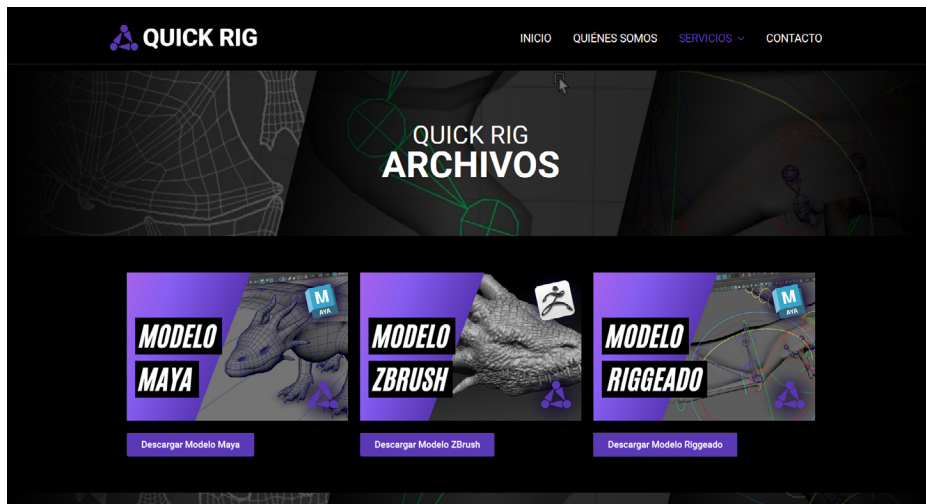 QUICK RIG
INICIO QUIÉNES SOMOS SERVICIOS CONTACTO
QUICK RIG
ARCHIVOS
MODELO
MAYA
M
AYA
MODELO
ZBRUSH
MODELO
RIGGEADO
M
AYA
Descargar Modelo Maya
Descargar Modelo ZBrush
Descargar Modelo Riggeado